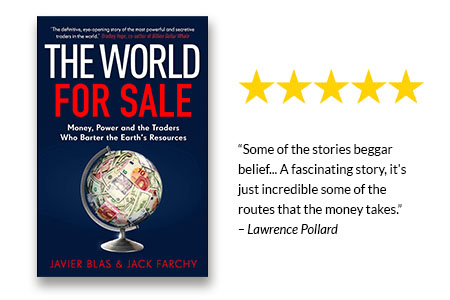 "The definitive, eye-opening story of the most powerful and secretive
traders in the world." Bradley Hope, co-author of Billion Dollar Whale
THE WORLD
FOR SALE
Money, Power and the Traders
Who Barter the Earth's Resources
JAVIER BLAS & JACK FARCHY
“Some of the stories beggar
belief... A fascinating story, it's
just incredible some of the
routes that the money takes.”
– Lawrence Pollard